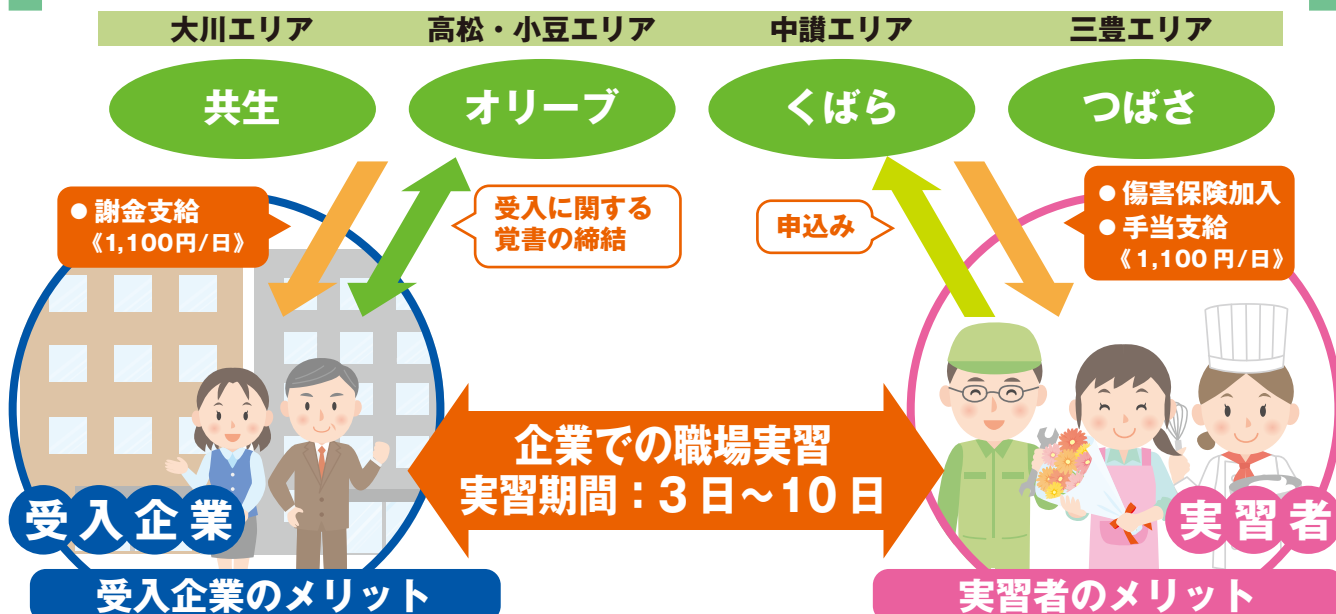 大川エリア
高松・小豆エリア
中讃エリア
三豊エリア
共生
オリーブ
くばら
つばさ
● 謝金支給
《1,100円/日》
受入に関する
覚書の締結
申込み
● 傷害保険加入
● 手当支給
《1,100円/日》
企業での職場実習
実習期間：3日～10日
受入企業
実習者
受入企業のメリット
実習者のメリット